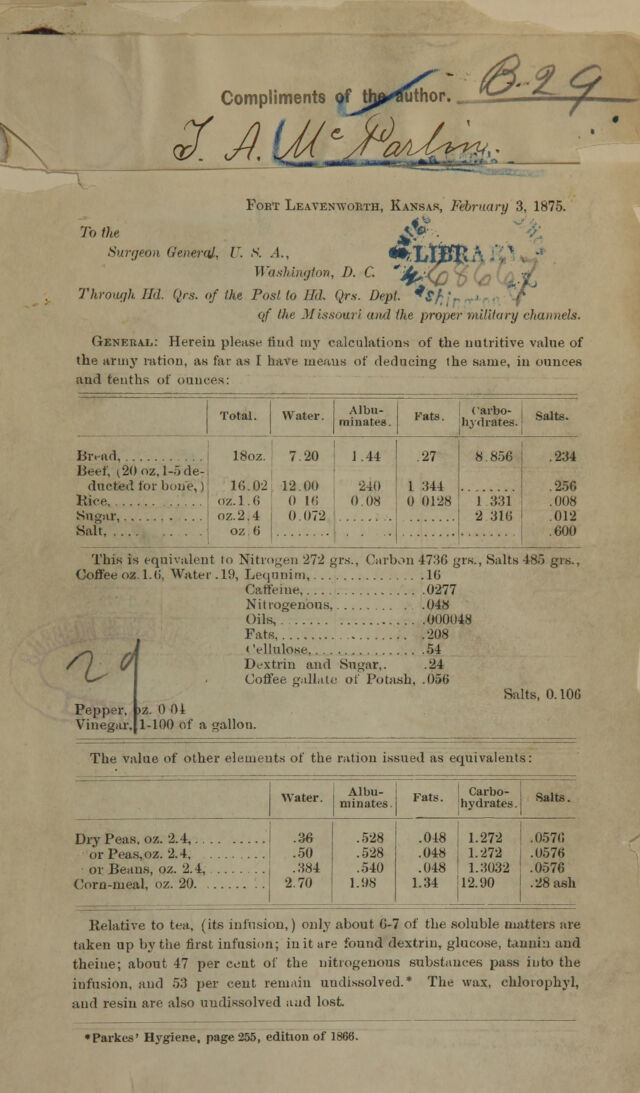 Compliments of the author. B-29
T. A. McParlin.
FORT LEAVENWORTH, KANSAS, February 3, 1875.
To the
Surgeon General, U. S. A.,
Washington, D. C.
LIBRARY
68667
Through Hd. Qrs. of the Post to Hd. Qrs. Dept.
of the Missouri and the proper military channels.
GENERAL: Herein please find my calculations of the nutritive value of
the army ration, as far as I have means of deducing the same, in ounces
and tenths of ounces:
Total. Water. Albu-minates. Fats. Carbo-hydrates. Salts.
Bread, 18oz. 7.20 1.44 .27 8.856 .234
Beef, (20 oz, 1-5 de-
ducted for bone,) 16.02 12.00 240 1 344 .256
Rice, oz.1.6 0 16 0.08 0 0128 1 331 .008
Sugar, oz.2.4 0.072 2 316 .012
Salt, oz 6 .600
This is equivalent to Nitrogen 272 grs., Carbon 4736 grs., Salts 485 grs.,
Coffee oz. 1.6, Water .19, Lequnim, .16
Caffeine, .0277
Nitrogenous, .048
Oils, .000048
Fats, .208
Cellulose, .54
Dextrin and Sugar,. .24
Coffee gallate of Potash, .056
Salts, 0.106
29
Pepper, oz. 0 04
Vinegar, 1-100 of a gallon.
The value of other elements of the ration issued as equivalents:
Water. Albu-minates. Fats. Carbo-hydrates. Salts.
Dry Peas, oz. 2.4, .36 .528 .048 1.272 .0576
or Peas, oz. 2.4, .50 .528 .048 1.272 .0576
or Beans, oz. 2.4, .384 .540 .048 1.3032 .0576
Corn-meal, oz. 20. 2.70 1.98 1.34 12.90 .28 ash
Relative to tea, (its infusion,) only about 6-7 of the soluble matters are
taken up by the first infusion; in it are found dextrin, glucose, tannin and
theine; about 47 per cent of the nitrogenous substances pass into the
infusion, and 53 per cent remain undissolved.* The wax, chlorophyl,
and resin are also undissolved and lost.
*Parkes' Hygiene, page 255, edition of 1866.